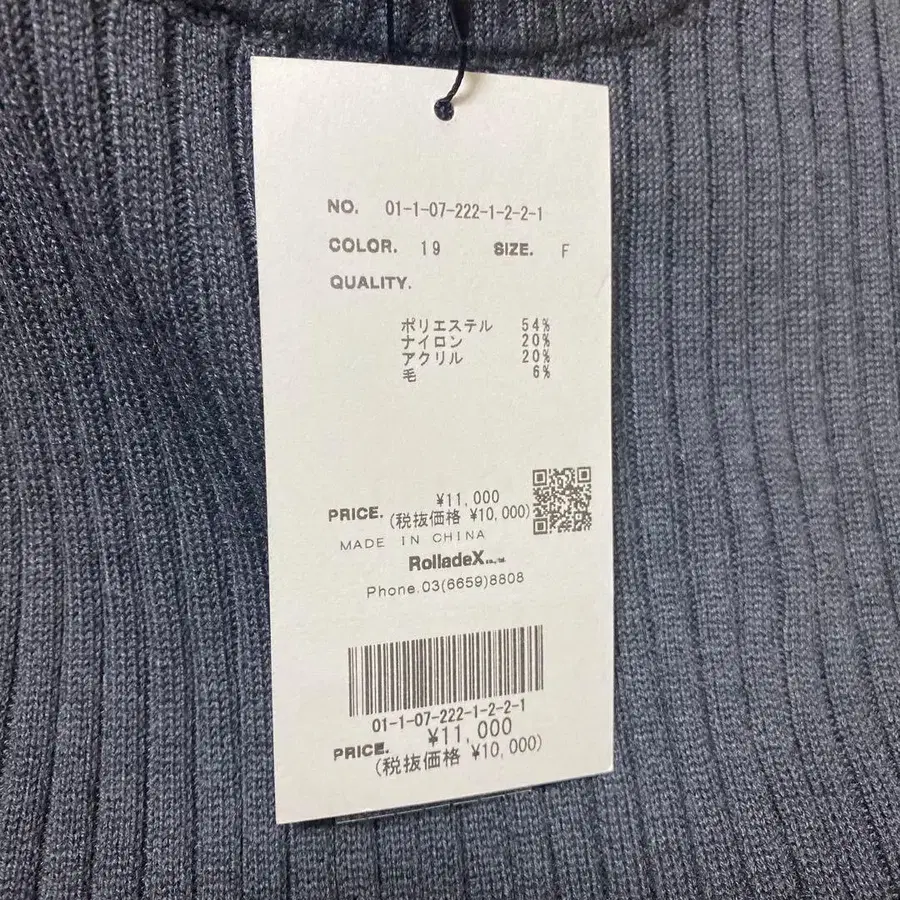 NO. 01-1-07-222-1-2-2-1
COLOR. 19 SIZE. F
QUALITY.
ポリエステル 54%
ナイロン 20%
アクリル 20%
毛 6%
PRICE. ¥11,000
(税抜価格 ¥10,000)
MADE IN CHINA
RolladeX co., ltd.
Phone.03(6659)8808
01-1-07-222-1-2-2-1
PRICE. ¥11,000
(税抜価格 ¥10,000)